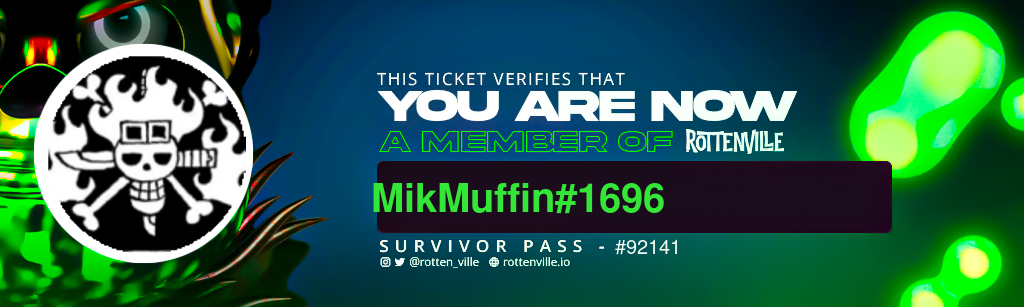 THIS TICKET VERIFIES THAT
YOU ARE NOW
A MEMBER OF ROTTENVILLE
MikMuffin#1696
SURVIVOR PASS - #92141
@rotten_ville rottenville.io